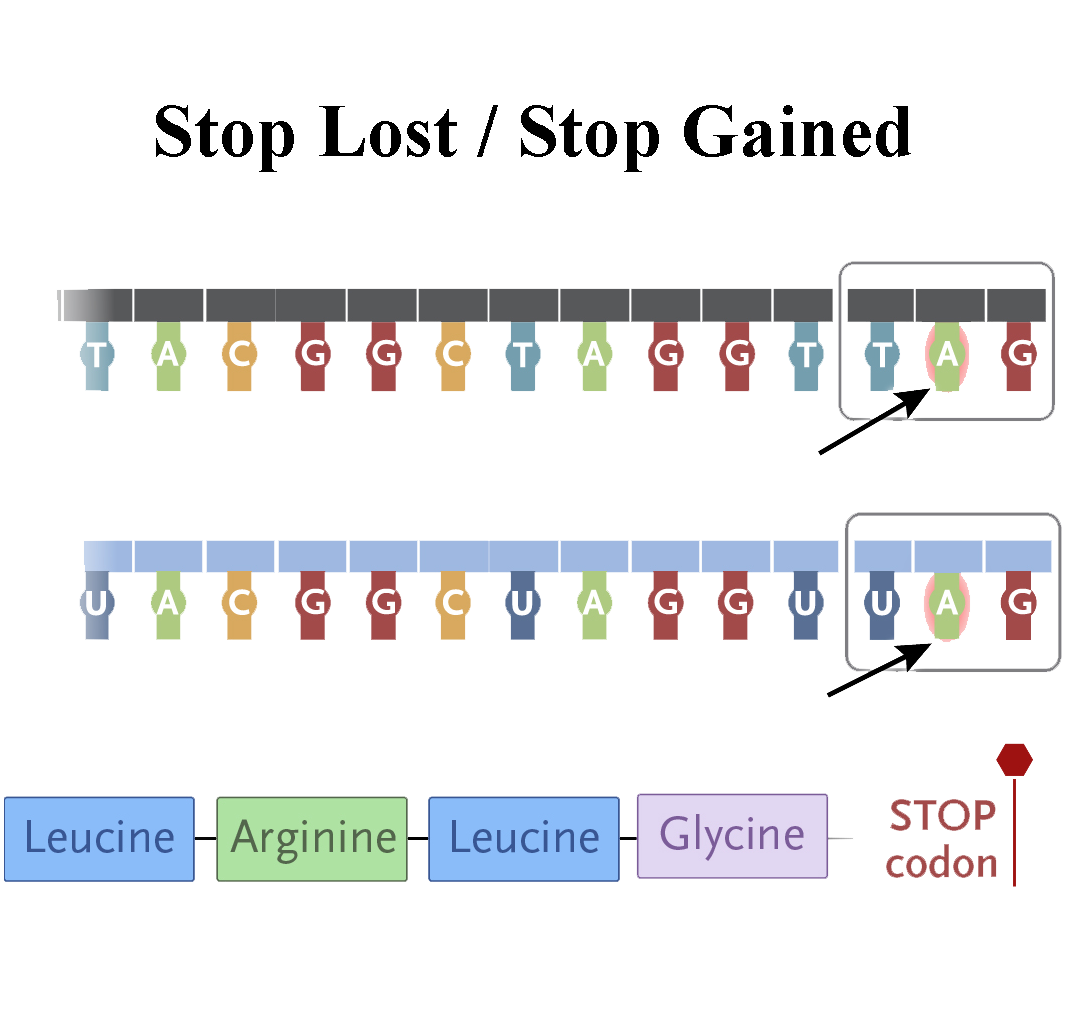 Stop Lost / Stop Gained
T A C G G C T A G G T T A G
U A C G G C U A G G U U A G
Leucine Arginine Leucine Glycine STOP
codon